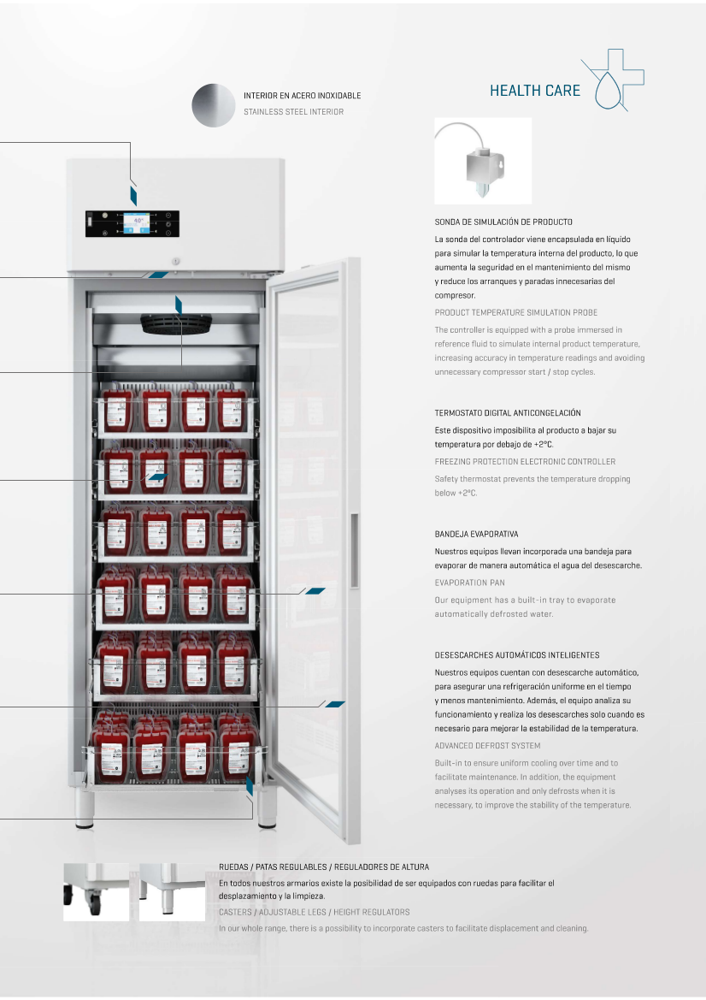 HEALTH CARE
INTERIOR EN ACERO INOXIDABLE
STAINLESS STEEL INTERIOR
SONDA DE SIMULACIÓN DE PRODUCTO
La sonda del controlador viene encapsulada en líquido
para simular la temperatura interna del producto, lo que
aumenta la seguridad en el mantenimiento del mismo
y reduce los arranques y paradas innecesarias del
compresor.
PRODUCT TEMPERATURE SIMULATION PROBE
The controller is equipped with a probe immersed in
reference fluid to simulate internal product temperature,
increasing accuracy in temperature readings and avoiding
unnecessary compressor start / stop cycles.
TERMOSTATO DIGITAL ANTICONGELACIÓN
Este dispositivo imposibilita al producto a bajar su
temperatura por debajo de +2ºC.
FREEZING PROTECTION ELECTRONIC CONTROLLER
Safety thermostat prevents the temperature dropping
below +2ºC.
BANDEJA EVAPORATIVA
Nuestros equipos llevan incorporada una bandeja para
evaporar de manera automática el agua del desescarche.
EVAPORATION PAN
Our equipment has a built-in tray to evaporate
automatically defrosted water.
DESESCARCHES AUTOMÁTICOS INTELIGENTES
Nuestros equipos cuentan con desescarche automático,
para asegurar una refrigeración uniforme en el tiempo
y menos mantenimiento. Además, el equipo analiza su
funcionamiento y realiza los desescarches solo cuando es
necesario para mejorar la estabilidad de la temperatura.
ADVANCED DEFROST SYSTEM
Built-in to ensure uniform cooling over time and to
facilitate maintenance. In addition, the equipment
analyses its operation and only defrosts when it is
necessary, to improve the stability of the temperature.
RUEDAS / PATAS REGULABLES / REGULADORES DE ALTURA
En todos nuestros armarios existe la posibilidad de ser equipados con ruedas para facilitar el
desplazamiento y la limpieza.
CASTERS / ADJUSTABLE LEGS / HEIGHT REGULATORS
In our whole range, there is a possibility to incorporate casters to facilitate displacement and cleaning.